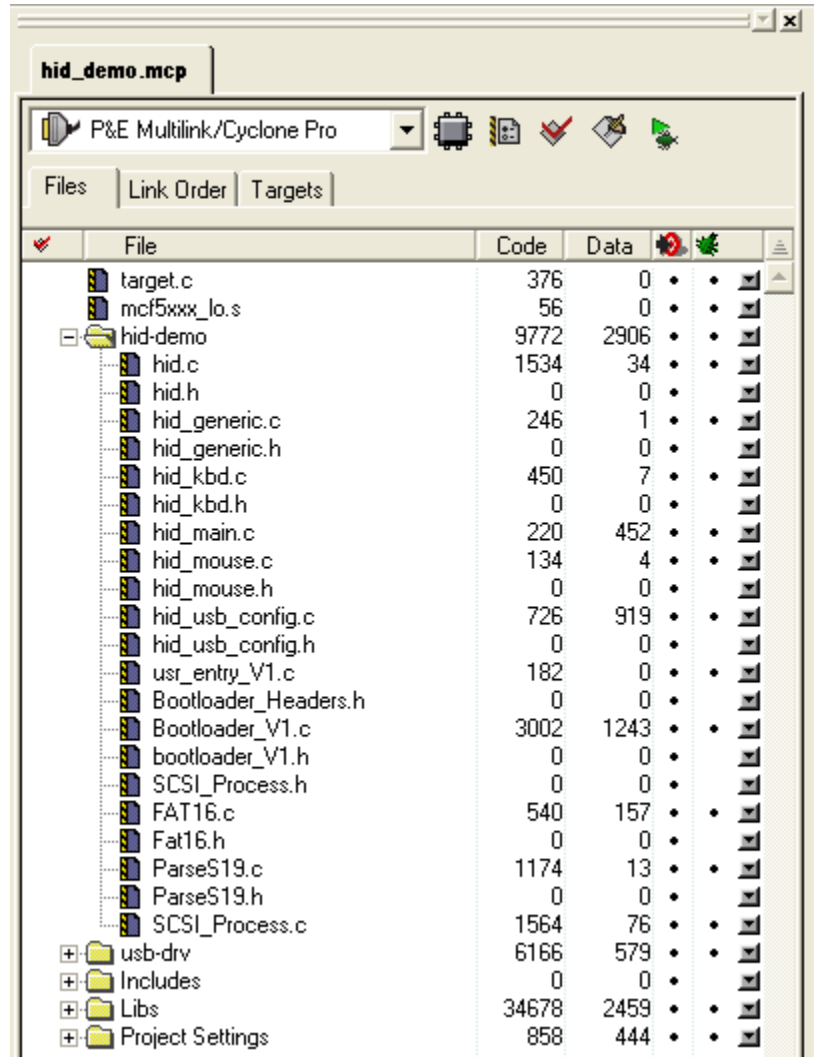 hid_demo.mcp
P&E Multilink/Cyclone Pro
Files Link Order Targets
File Code Data
target.c 376 0
mcf5xxx_lo.s 56 0
hid-demo 9772 2906
hid.c 1534 34
hid.h 0 0
hid_generic.c 246 1
hid_generic.h 0 0
hid_kbd.c 450 7
hid_kbd.h 0 0
hid_main.c 220 452
hid_mouse.c 134 4
hid_mouse.h 0 0
hid_usb_config.c 726 919
hid_usb_config.h 0 0
usr_entry_V1.c 182 0
Bootloader_Headers.h 0 0
Bootloader_V1.c 3002 1243
bootloader_V1.h 0 0
SCSI_Process.h 0 0
FAT16.c 540 157
Fat16.h 0 0
ParseS19.c 1174 13
ParseS19.h 0 0
SCSI_Process.c 1564 76
usb-drv 6166 579
Includes 0 0
Libs 34678 2459
Project Settings 858 444